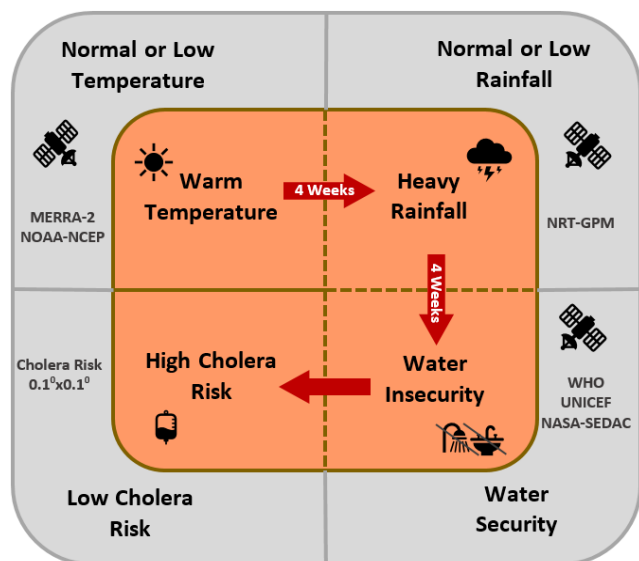 Normal or Low
Temperature
Normal or Low
Rainfall
Warm
Temperature
4 Weeks
Heavy
Rainfall
MERRA-2
NOAA-NCEP
NRT-GPM
4 Weeks
Cholera Risk
0.1⁰x0.1⁰
High Cholera
Risk
Water
Insecurity
WHO
UNICEF
NASA-SEDAC
Low Cholera
Risk
Water
Security